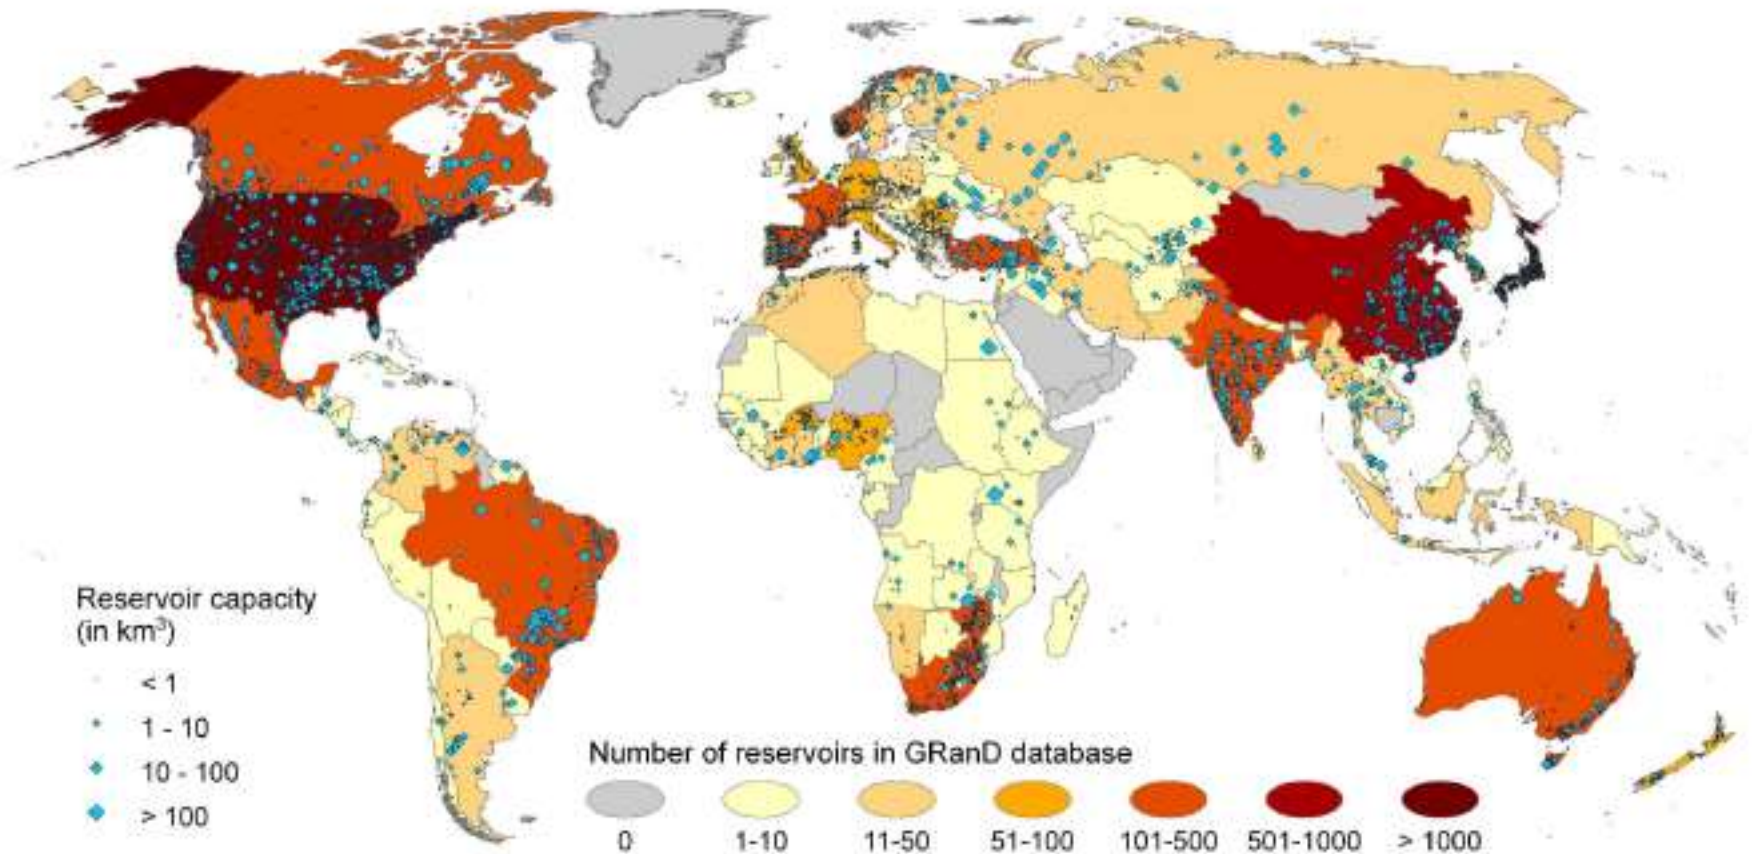 Reservoir capacity
(in km³)
< 1
1 - 10
10 - 100
> 100
Number of reservoirs in GRanD database
0 1-10 11-50 51-100 101-500 501-1000 > 1000